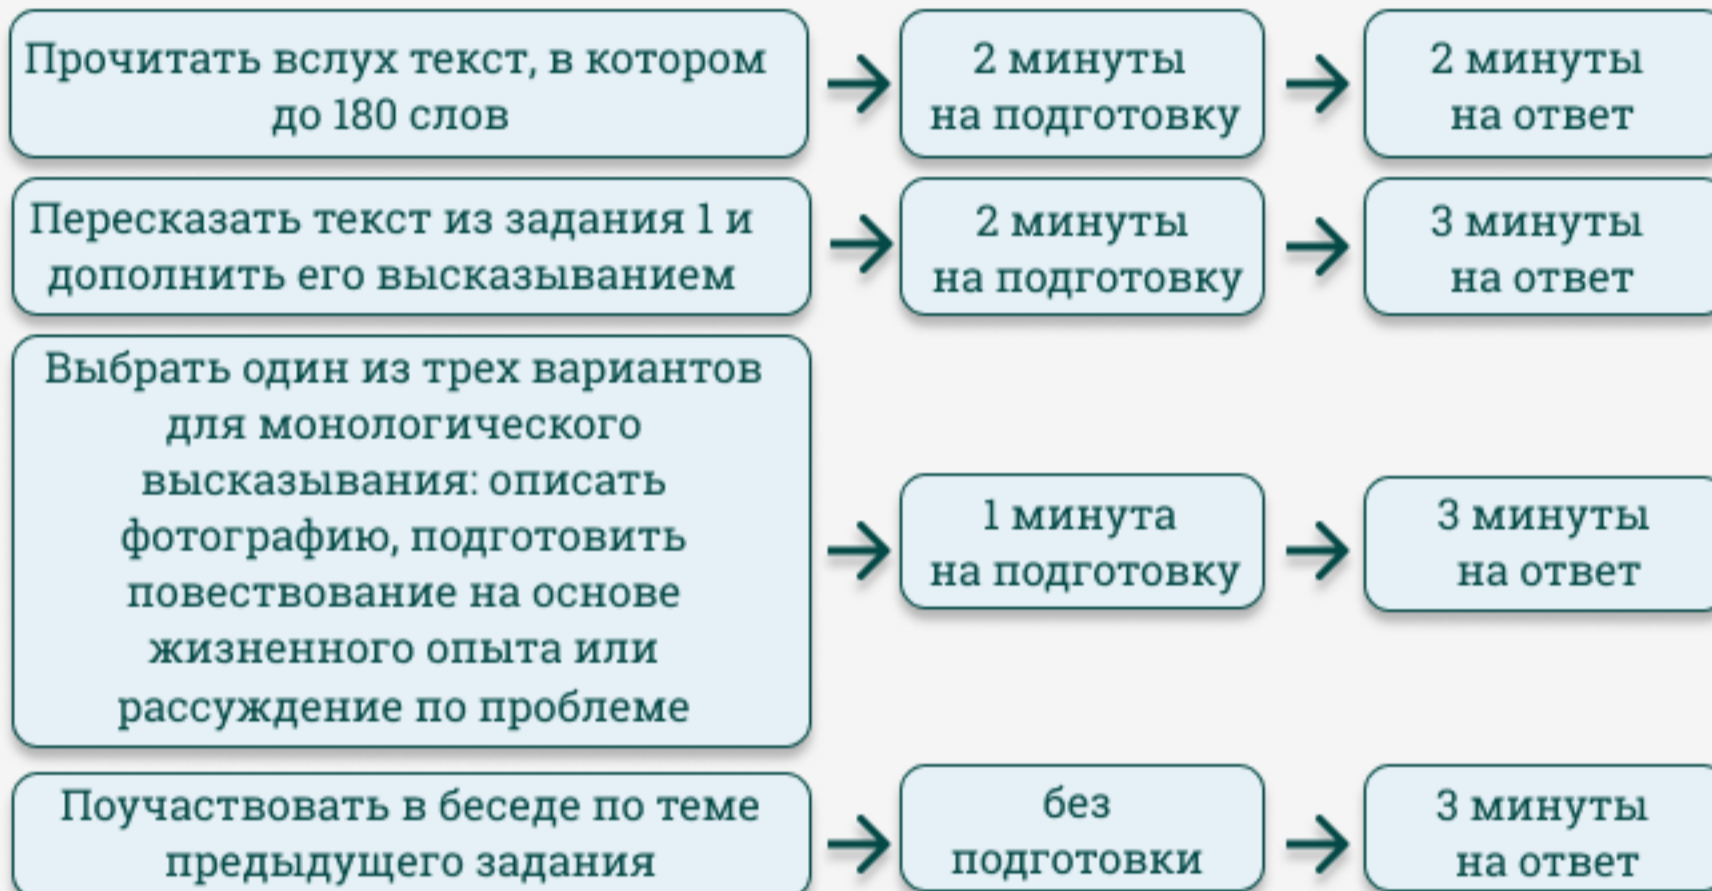 Прочитать вслух текст, в котором
до 180 слов
2 минуты
на подготовку
2 минуты
на ответ
Пересказать текст из задания 1 и
дополнить его высказыванием
2 минуты
на подготовку
3 минуты
на ответ
Выбрать один из трех вариантов
для монологического
высказывания: описать
фотографию, подготовить
повествование на основе
жизненного опыта или
рассуждение по проблеме
1 минута
на подготовку
3 минуты
на ответ
Поучаствовать в беседе по теме
предыдущего задания
без
подготовки
3 минуты
на ответ